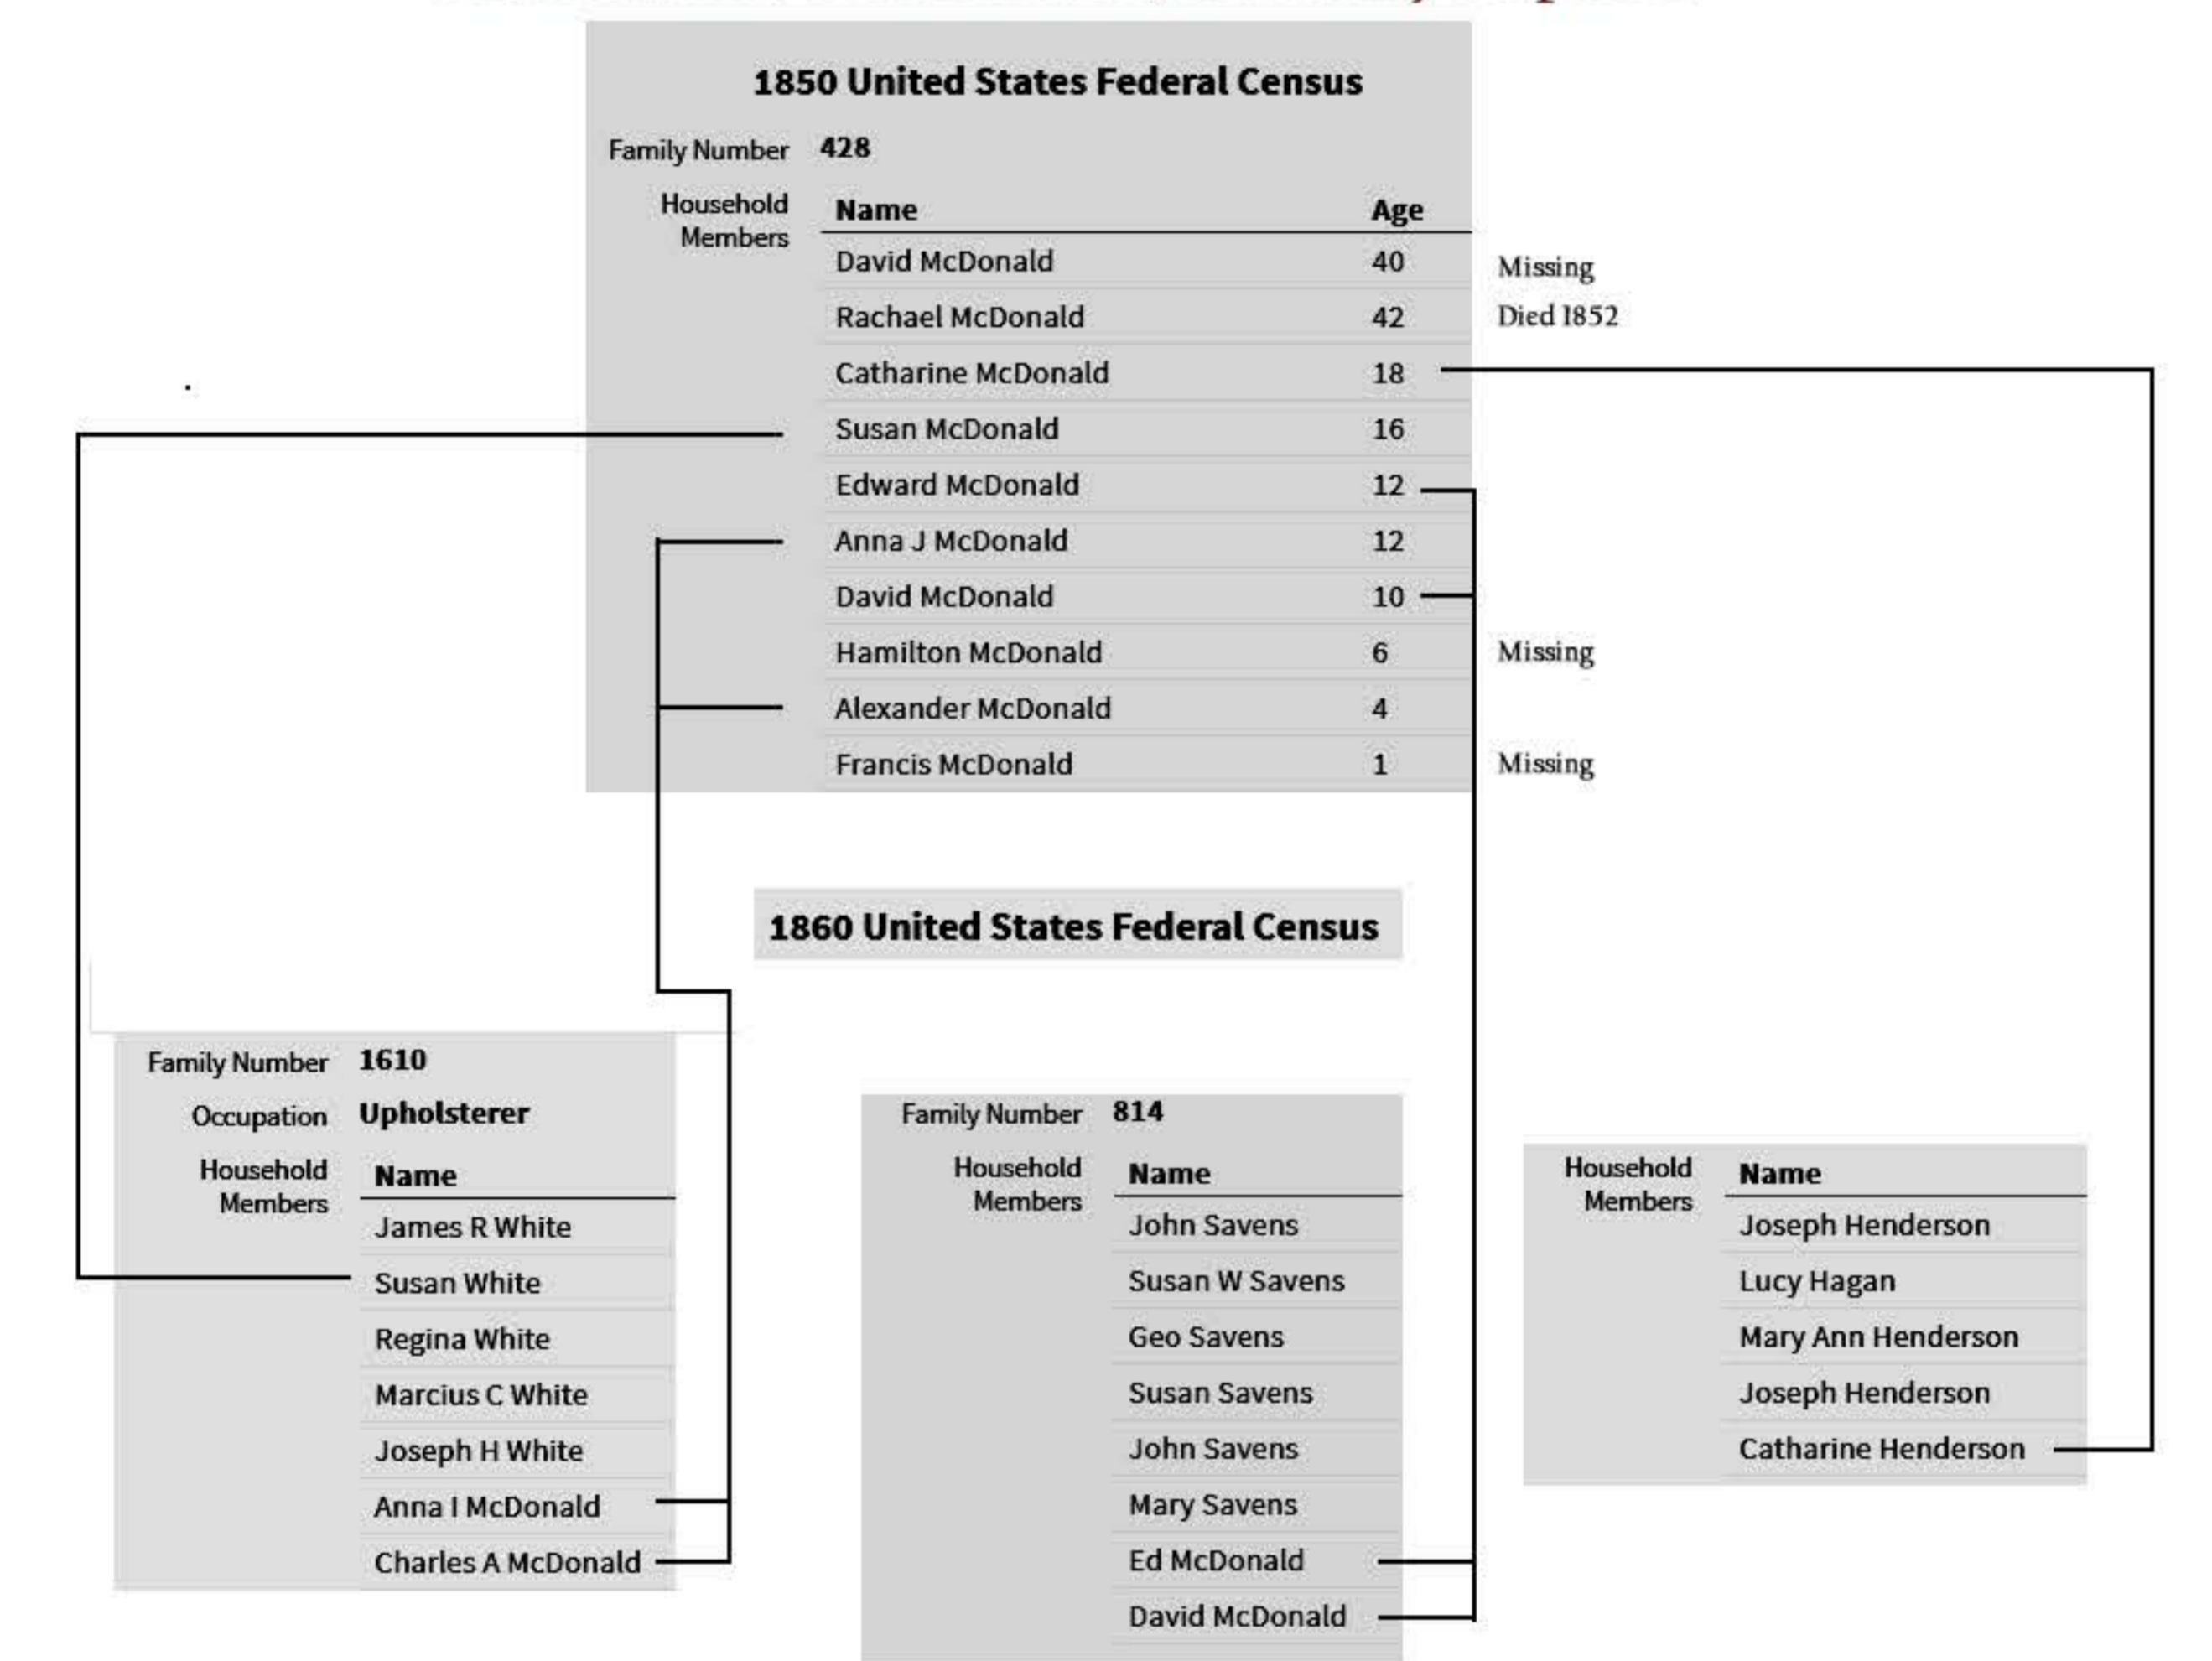 1850 United States Federal Census
Family Number 428
Household Members Name Age
David McDonald 40 Missing
Rachael McDonald 42 Died 1852
Catharine McDonald 18
Susan McDonald 16
Edward McDonald 12
Anna J McDonald 12
David McDonald 10
Hamilton McDonald 6 Missing
Alexander McDonald 4
Francis McDonald 1 Missing
1860 United States Federal Census
Family Number 1610
Occupation Upholsterer
Household Members Name
James R White
Susan White
Regina White
Marcius C White
Joseph H White
Anna I McDonald
Charles A McDonald
Family Number 814
Household Members Name
John Savens
Susan W Savens
Geo Savens
Susan Savens
John Savens
Mary Savens
Ed McDonald
David McDonald
Household Members Name
Joseph Henderson
Lucy Hagan
Mary Ann Henderson
Joseph Henderson
Catharine Henderson